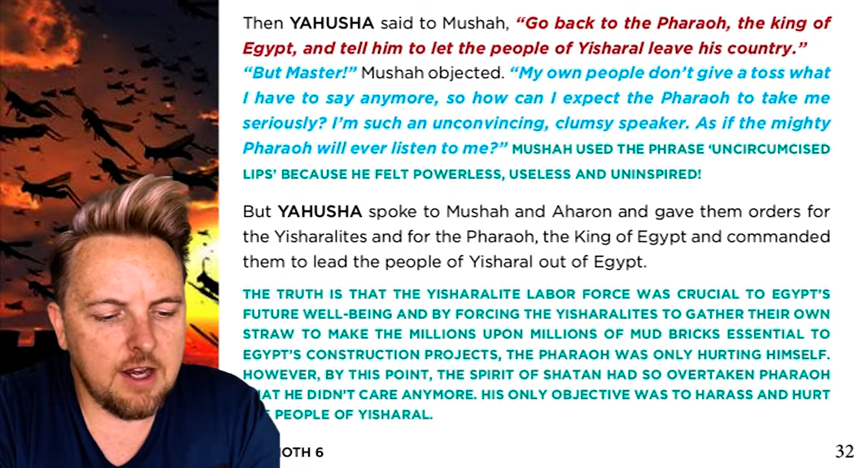 Then YAHUSHA said to Mushah, “Go back to the Pharaoh, the king of
Egypt, and tell him to let the people of Yisharal leave his country.”
“But Master!” Mushah objected. “My own people don’t give a toss what
I have to say anymore, so how can I expect the Pharaoh to take me
seriously? I’m such an unconvincing, clumsy speaker. As if the mighty
Pharaoh will ever listen to me?” MUSHAH USED THE PHRASE ‘UNCIRCUMCISED
LIPS’ BECAUSE HE FELT POWERLESS, USELESS AND UNINSPIRED!
But YAHUSHA spoke to Mushah and Aharon and gave them orders for
the Yisharalites and for the Pharaoh, the King of Egypt and commanded
them to lead the people of Yisharal out of Egypt.
THE TRUTH IS THAT THE YISHARALITE LABOR FORCE WAS CRUCIAL TO EGYPT’S
FUTURE WELL-BEING AND BY FORCING THE YISHARALITES TO GATHER THEIR OWN
STRAW TO MAKE THE MILLIONS UPON MILLIONS OF MUD BRICKS ESSENTIAL TO
EGYPT’S CONSTRUCTION PROJECTS, THE PHARAOH WAS ONLY HURTING HIMSELF.
HOWEVER, BY THIS POINT, THE SPIRIT OF SHATAN HAD SO OVERTAKEN PHARAOH
HE DIDN’T CARE ANYMORE. HIS ONLY OBJECTIVE WAS TO HARASS AND HURT
PEOPLE OF YISHARAL.
6 32